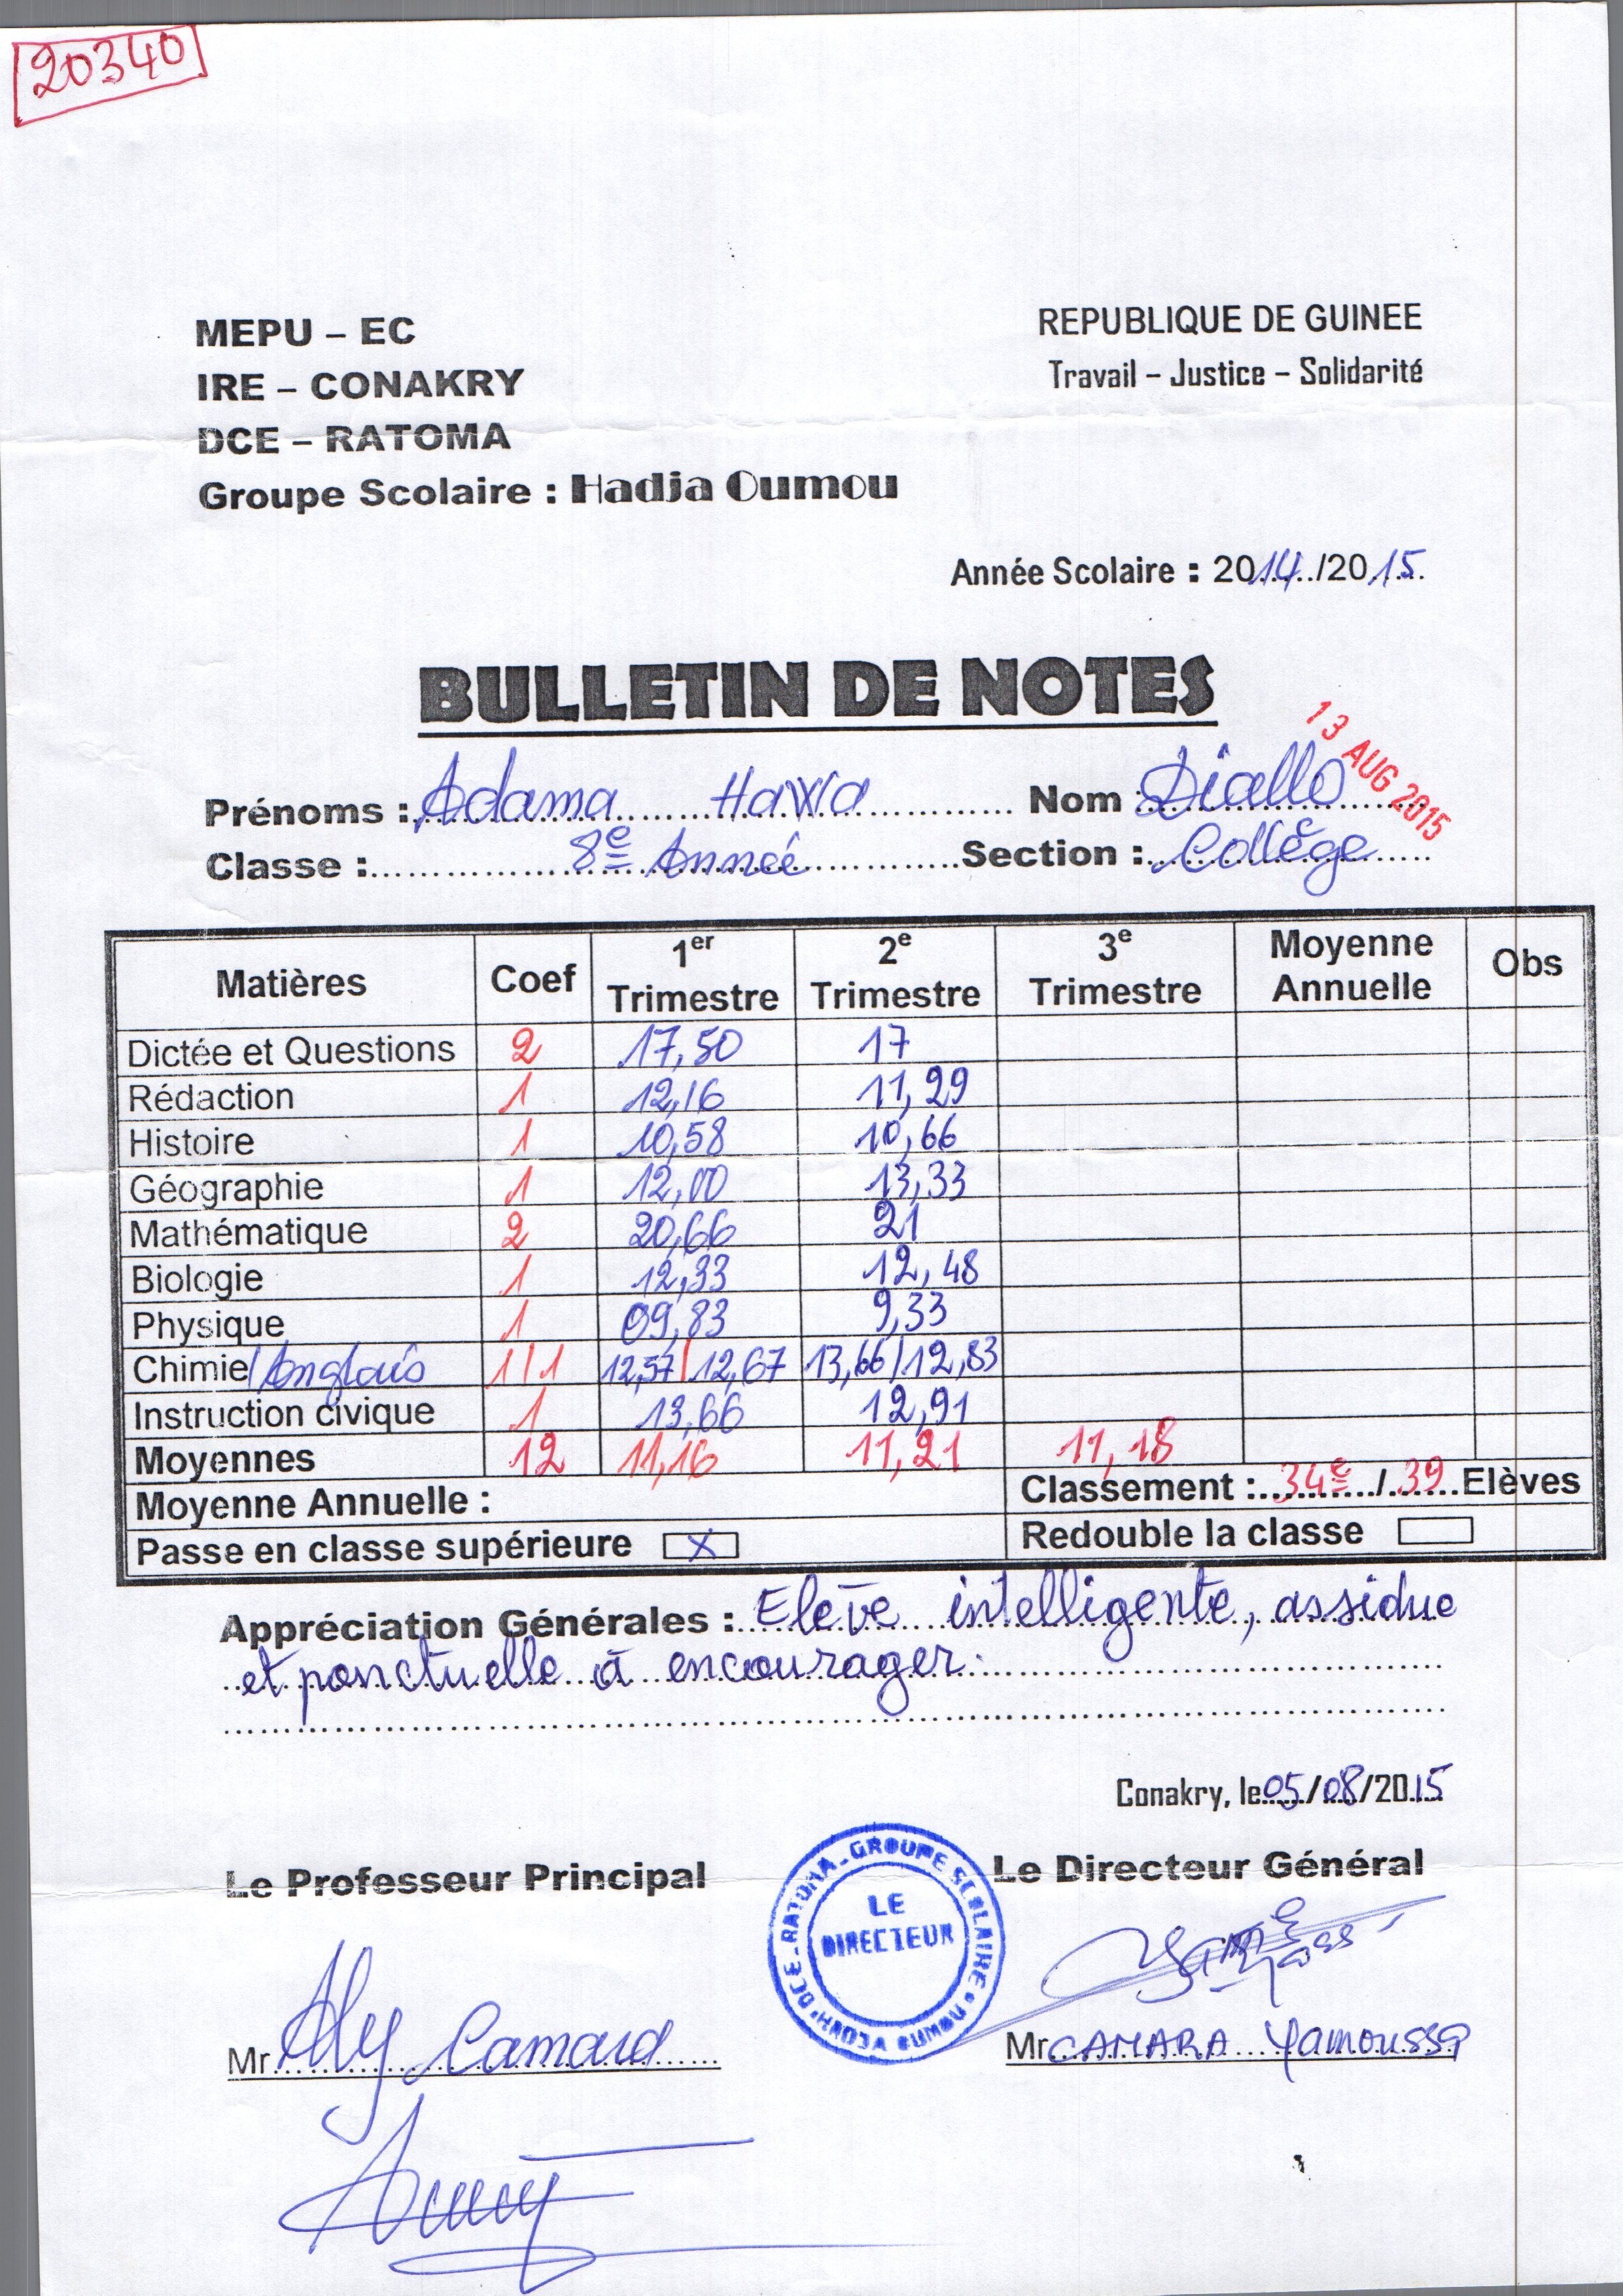 20340
MEPU – EC
REPUBLIQUE DE GUINEE
IRE – CONAKRY
Travail – Justice – Solidarité
DCE – RATOMA
Groupe Scolaire : Hadja Oumou
Année Scolaire : 2014/2015
BULLETIN DE NOTES
13 AUG 2015
Prénoms : Adama Hawa Nom : Diallo
Classe : 8e Année Section : Collège
Matières Coef 1er Trimestre 2e Trimestre 3e Trimestre Moyenne Annuelle Obs
Dictée et Questions 2 17,50 17
Rédaction 1 12,16 11,29
Histoire 1 10,58 10,66
Géographie 1 12,00 13,33
Mathématique 2 20,66 21
Biologie 1 12,33 12,48
Physique 1 09,83 9,33
Chimie/Anglais 1/1 12,57/12,67 13,66/12,83
Instruction civique 1 13,66 12,91
Moyennes 12 11,16 11,21 11,18
Moyenne Annuelle : Classement : 34e/39 Elèves
Passe en classe supérieure X Redouble la classe
Appréciation Générales : Elève intelligente, assidue
et ponctuelle à encourager.
Conakry, le 05/08/2015
Le Professeur Principal Le Directeur Général
DCE - RATOMA - GROUPE SCOLAIRE
LE
DIRECTEUR
Mr Aly Camara Mr CAMARA Yamoussa